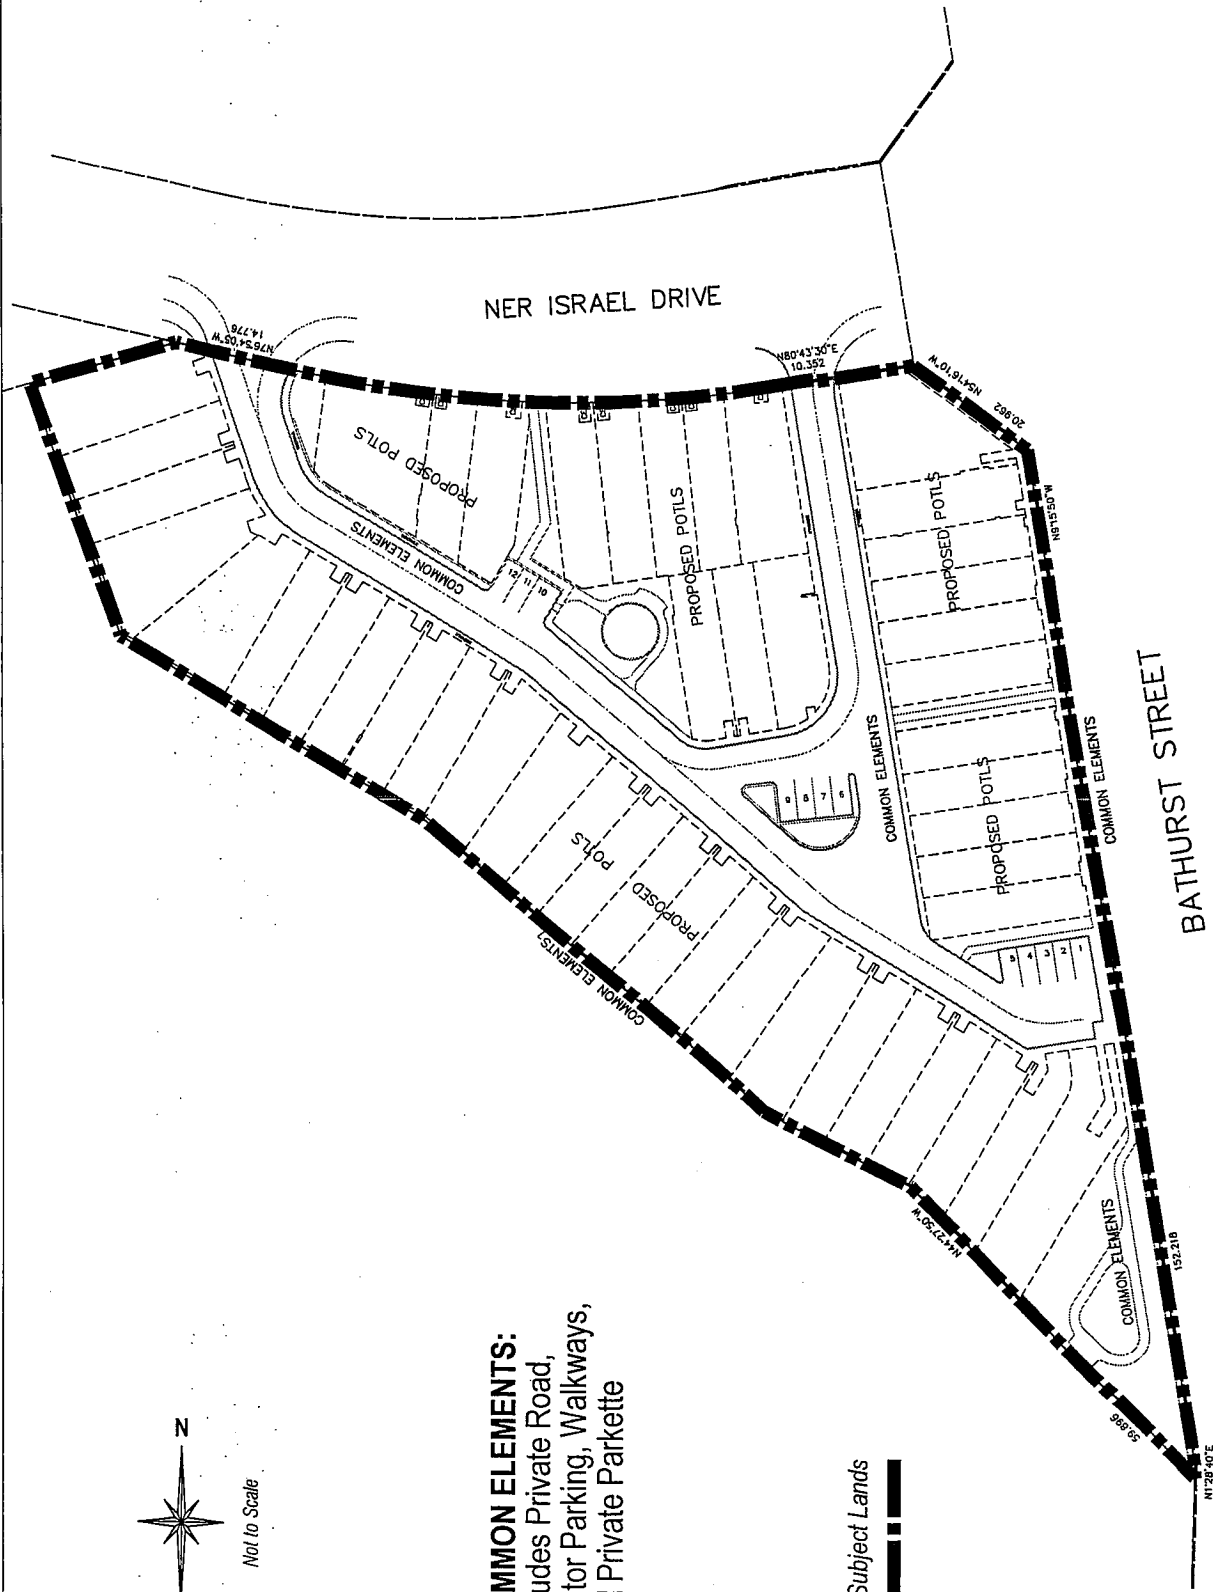 NER ISRAEL DRIVE
N76°54'05"W
14.776
N80°43'30"E
10.352
N54°16'10"W
20.962
N9°15'50"W
PROPOSED POTLS
COMMON ELEMENTS
12
11
10
PROPOSED POTLS
PROPOSED POTLS
COMMON ELEMENTS
9
8
7
6
PROPOSED POTLS
COMMON ELEMENTS
BATHURST STREET
PROPOSED
POTLS
COMMON ELEMENTS
5
4
3
2
1
N44°27'50"W
COMMON ELEMENTS
152.218
59.696
N1°28'40"E
N
Not to Scale
MMON ELEMENTS:
udes Private Road,
tor Parking, Walkways,
Private Parkette
Subject Lands